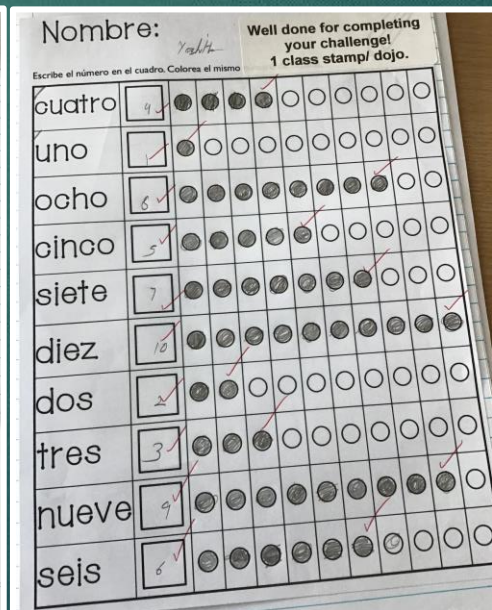 Nombre:
Well done for completing
your challenge!
1 class stamp/ dojo.
Escribe el número en el cuadro. Colorea el mismo
cuatro 4
uno 1
ocho 8
cinco 5
siete 7
diez 10
dos 2
tres 3
nueve 9
seis 6